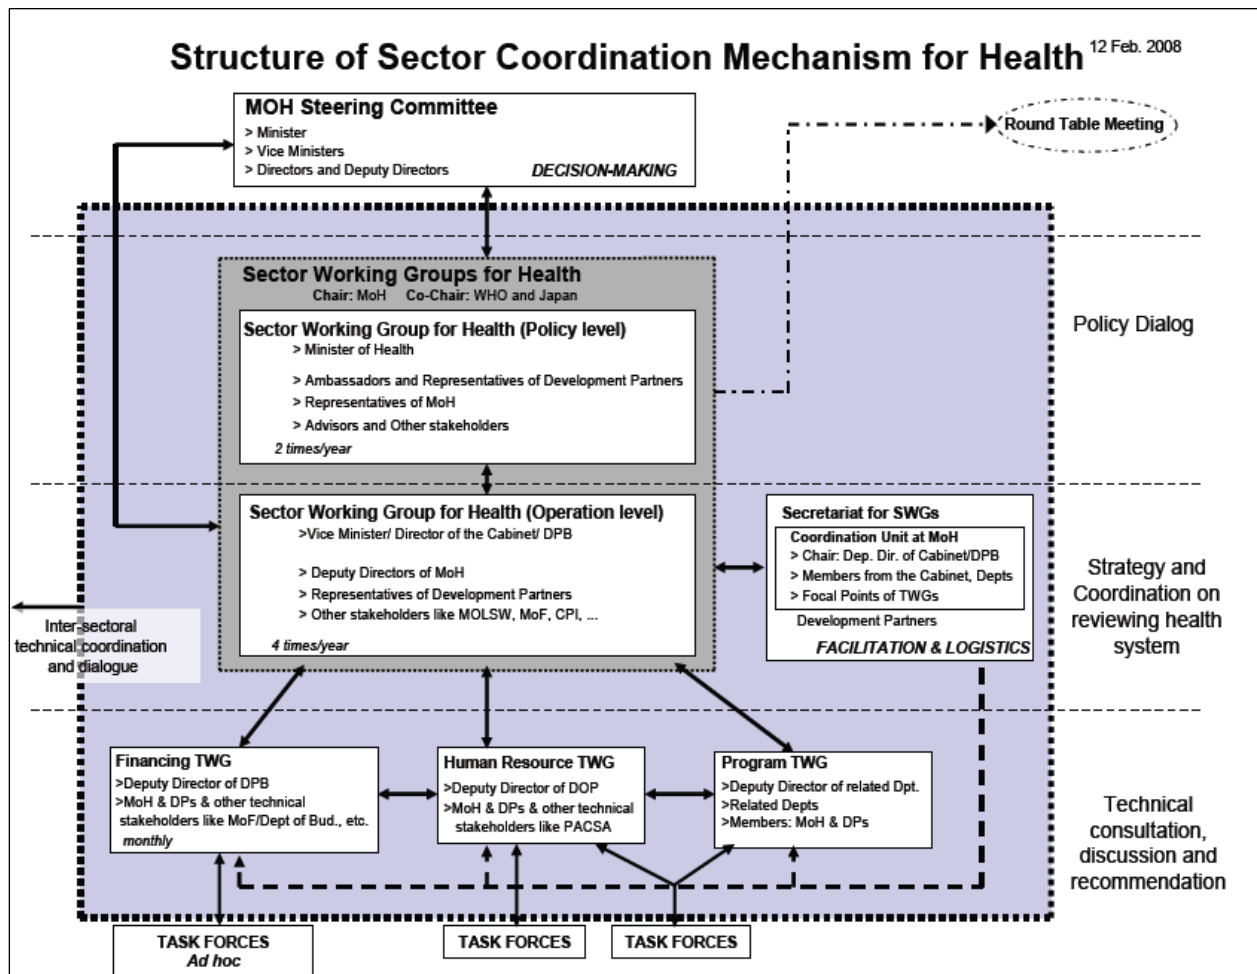 Structure of Sector Coordination Mechanism for Health 12 Feb. 2008
MOH Steering Committee
> Minister
> Vice Ministers
> Directors and Deputy Directors
DECISION-MAKING
Round Table Meeting
Sector Working Groups for Health
Chair: MoH Co-Chair: WHO and Japan
Sector Working Group for Health (Policy level)
> Minister of Health
> Ambassadors and Representatives of Development Partners
> Representatives of MoH
> Advisors and Other stakeholders
2 times/year
Policy Dialog
Sector Working Group for Health (Operation level)
>Vice Minister/ Director of the Cabinet/ DPB
> Deputy Directors of MoH
> Representatives of Development Partners
> Other stakeholders like MOLSW, MoF, CPI, ...
4 times/year
Secretariat for SWGs
Coordination Unit at MoH
> Chair: Dep. Dir. of Cabinet/DPB
> Members from the Cabinet, Depts
> Focal Points of TWGs
Development Partners
FACILITATION & LOGISTICS
Strategy and
Coordination on
reviewing health
system
Inter-sectoral
technical coordination
and dialogue
Financing TWG
>Deputy Director of DPB
>MoH & DPs & other technical
stakeholders like MoF/Dept of Bud., etc.
monthly
Human Resource TWG
>Deputy Director of DOP
>MoH & DPs & other technical
stakeholders like PACSA
Program TWG
>Deputy Director of related Dpt.
>Related Depts
>Members: MoH & DPs
Technical
consultation,
discussion and
recommendation
TASK FORCES
Ad hoc
TASK FORCES
TASK FORCES